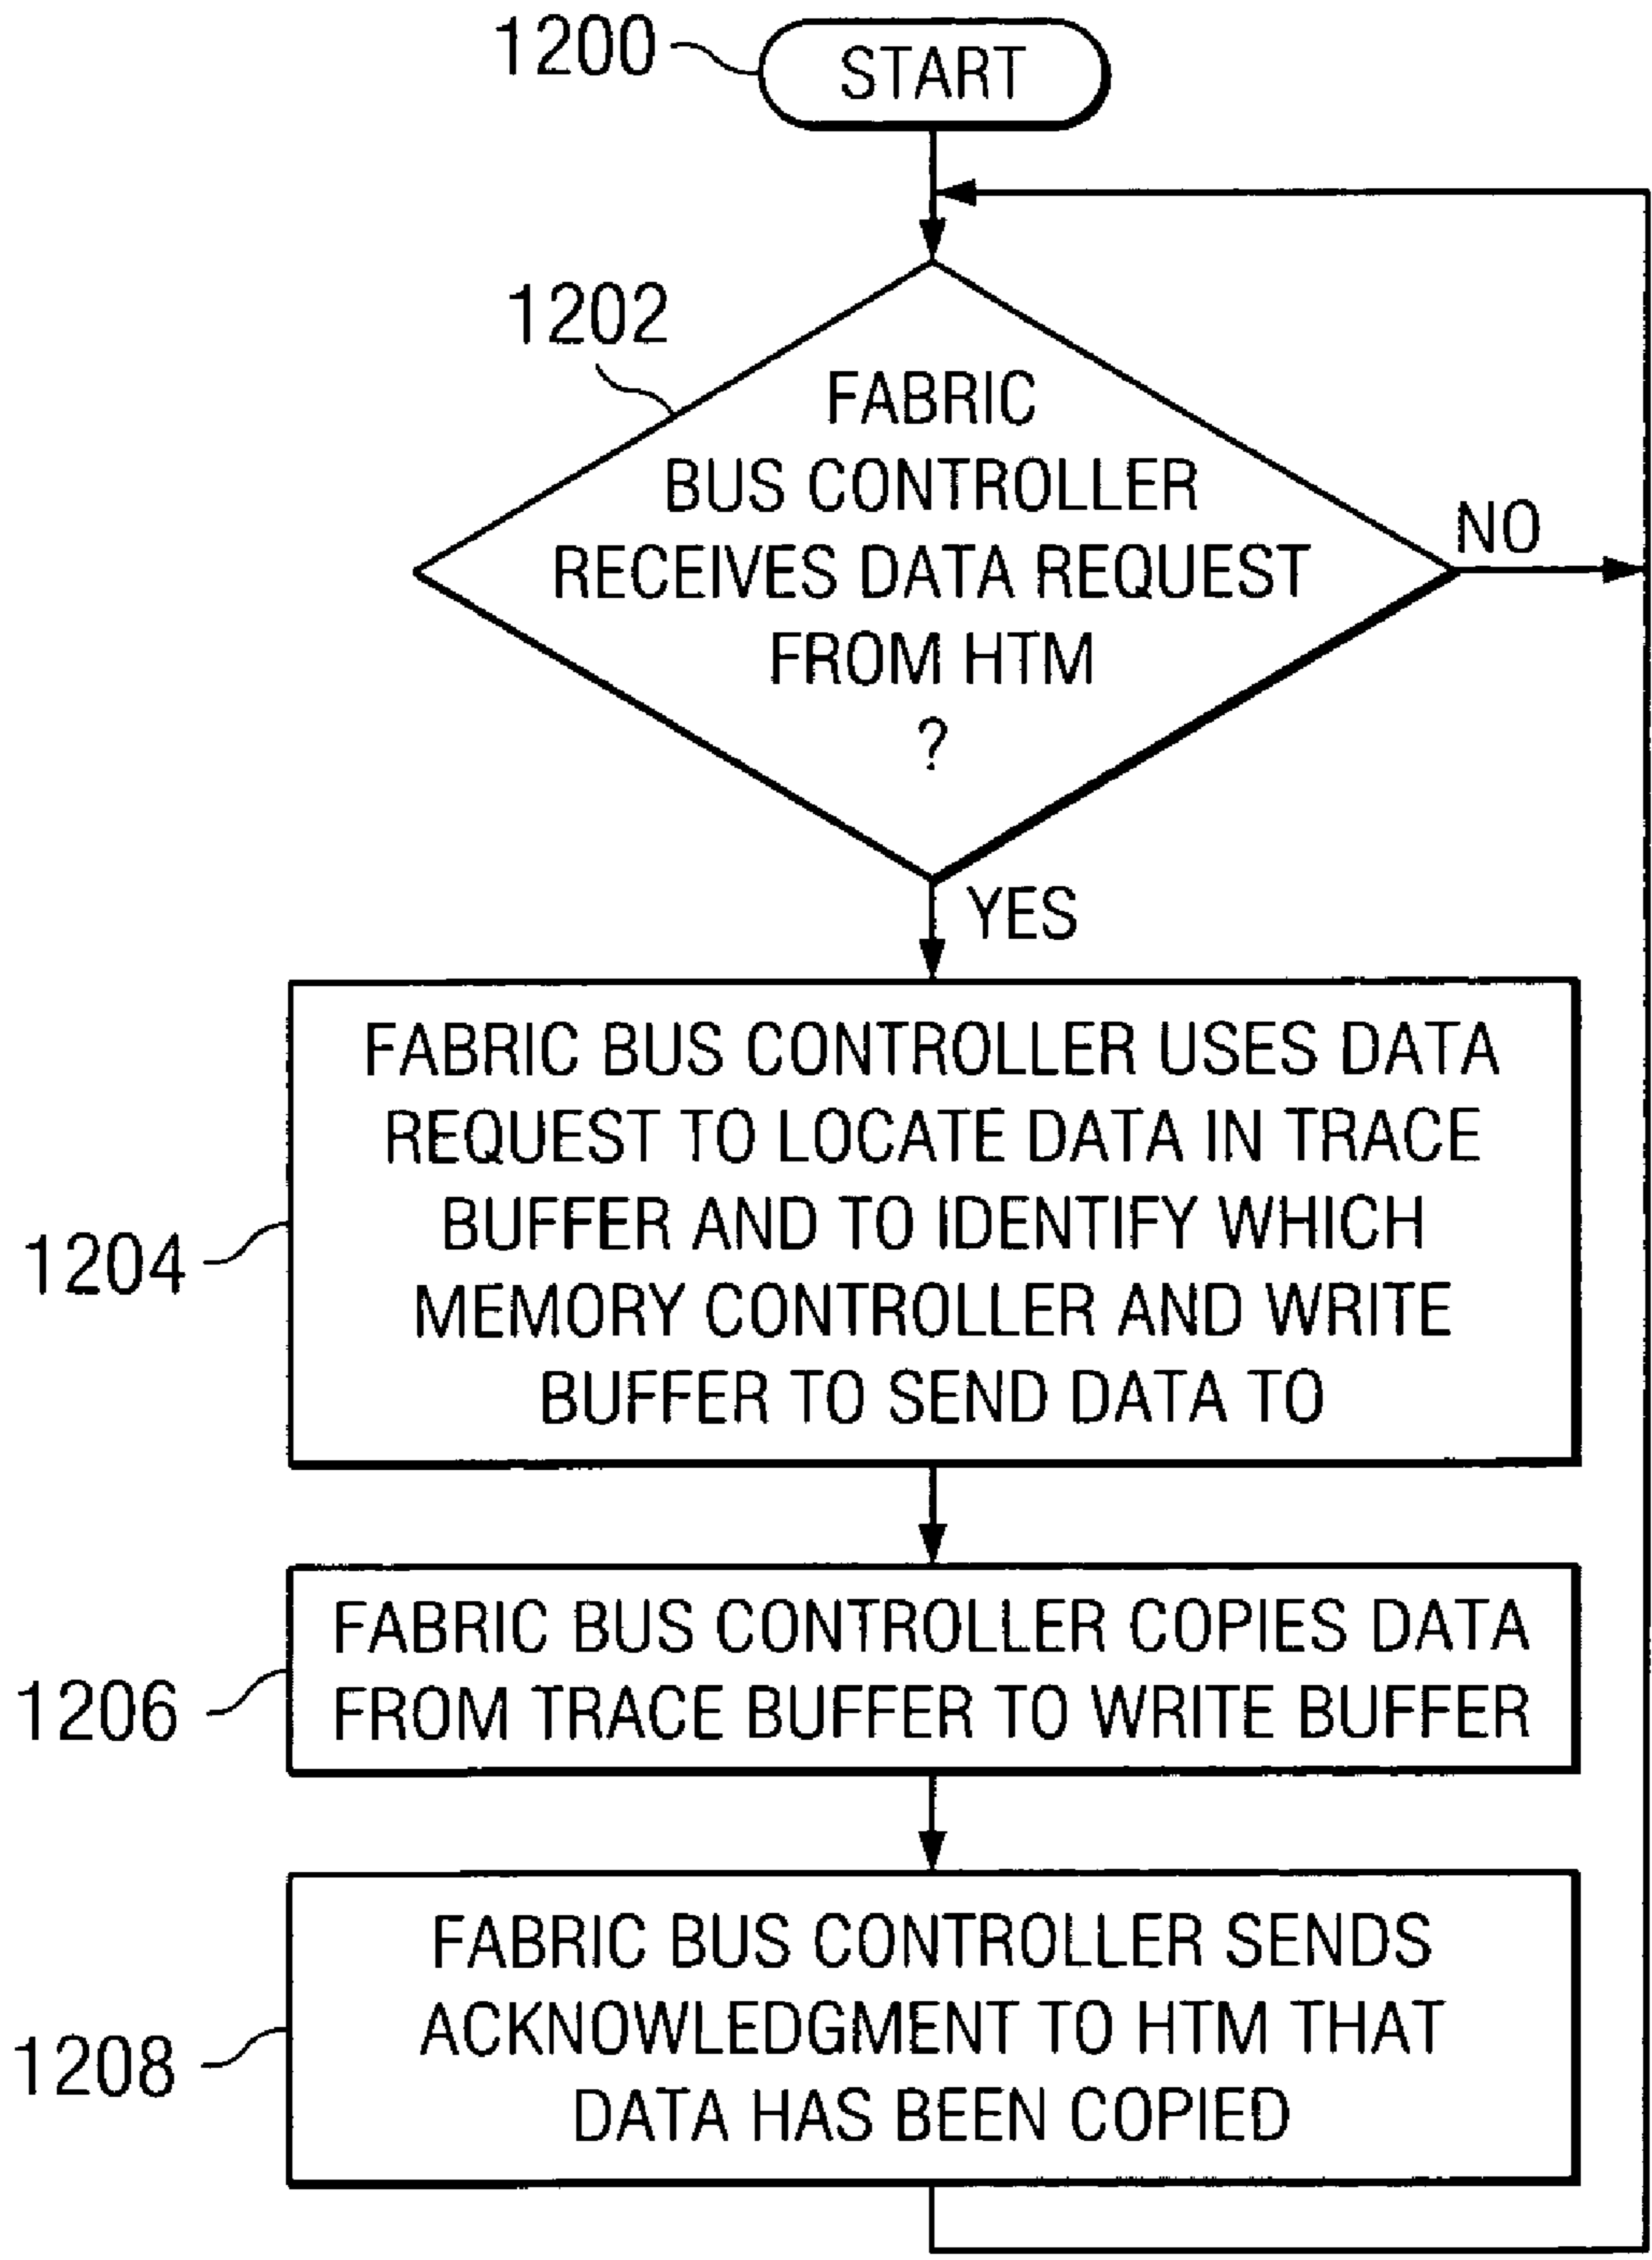 1200
START
1202
FABRIC
BUS CONTROLLER
RECEIVES DATA REQUEST
FROM HTM
?
NO
YES
1204
FABRIC BUS CONTROLLER USES DATA
REQUEST TO LOCATE DATA IN TRACE
BUFFER AND TO IDENTIFY WHICH
MEMORY CONTROLLER AND WRITE
BUFFER TO SEND DATA TO
1206
FABRIC BUS CONTROLLER COPIES DATA
FROM TRACE BUFFER TO WRITE BUFFER
1208
FABRIC BUS CONTROLLER SENDS
ACKNOWLEDGMENT TO HTM THAT
DATA HAS BEEN COPIED